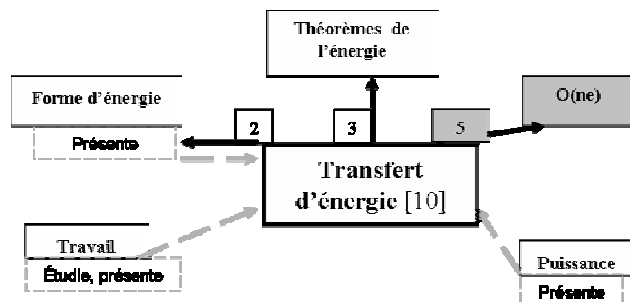 Théorèmes de
l'énergie
Forme d'énergie
O(ne)
2
3
5
Présente
Transfert
d'énergie [10]
Travail
Étudie, présente
Puissance
Présente